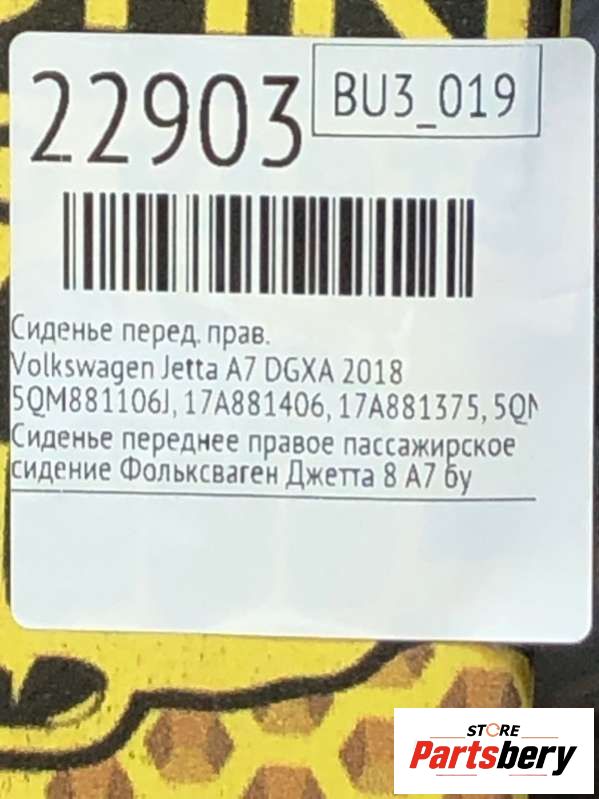 22903
BU3_019
Сиденье перед. прав.
Volkswagen Jetta A7 DGXA 2018
5QM881106J, 17A881406, 17A881375, 5QM
Сиденье переднее правое пассажирское
сидение Фольксваген Джетта 8 А7 бу
STORE
Partsbery